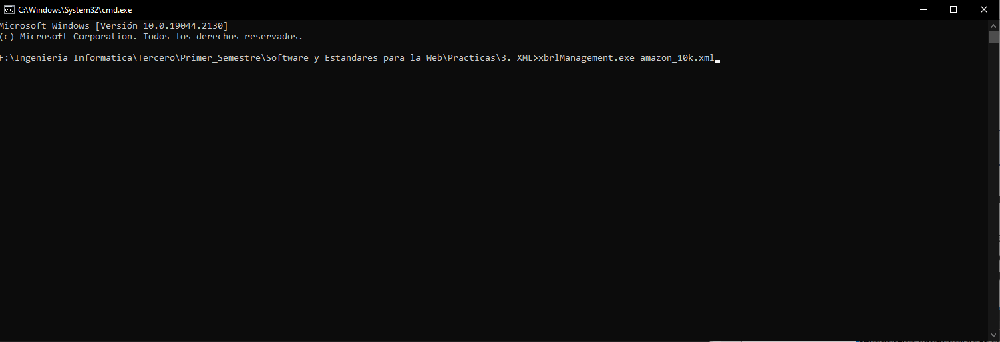 C:\Windows\System32\cmd.exe
Microsoft Windows [Versión 10.0.19044.2130]
(c) Microsoft Corporation. Todos los derechos reservados.
F:\Ingenieria Informatica\Tercero\Primer_Semestre\Software y Estandares para la Web\Practicas\3. XML>xbrlManagement.exe amazon_10k.xml